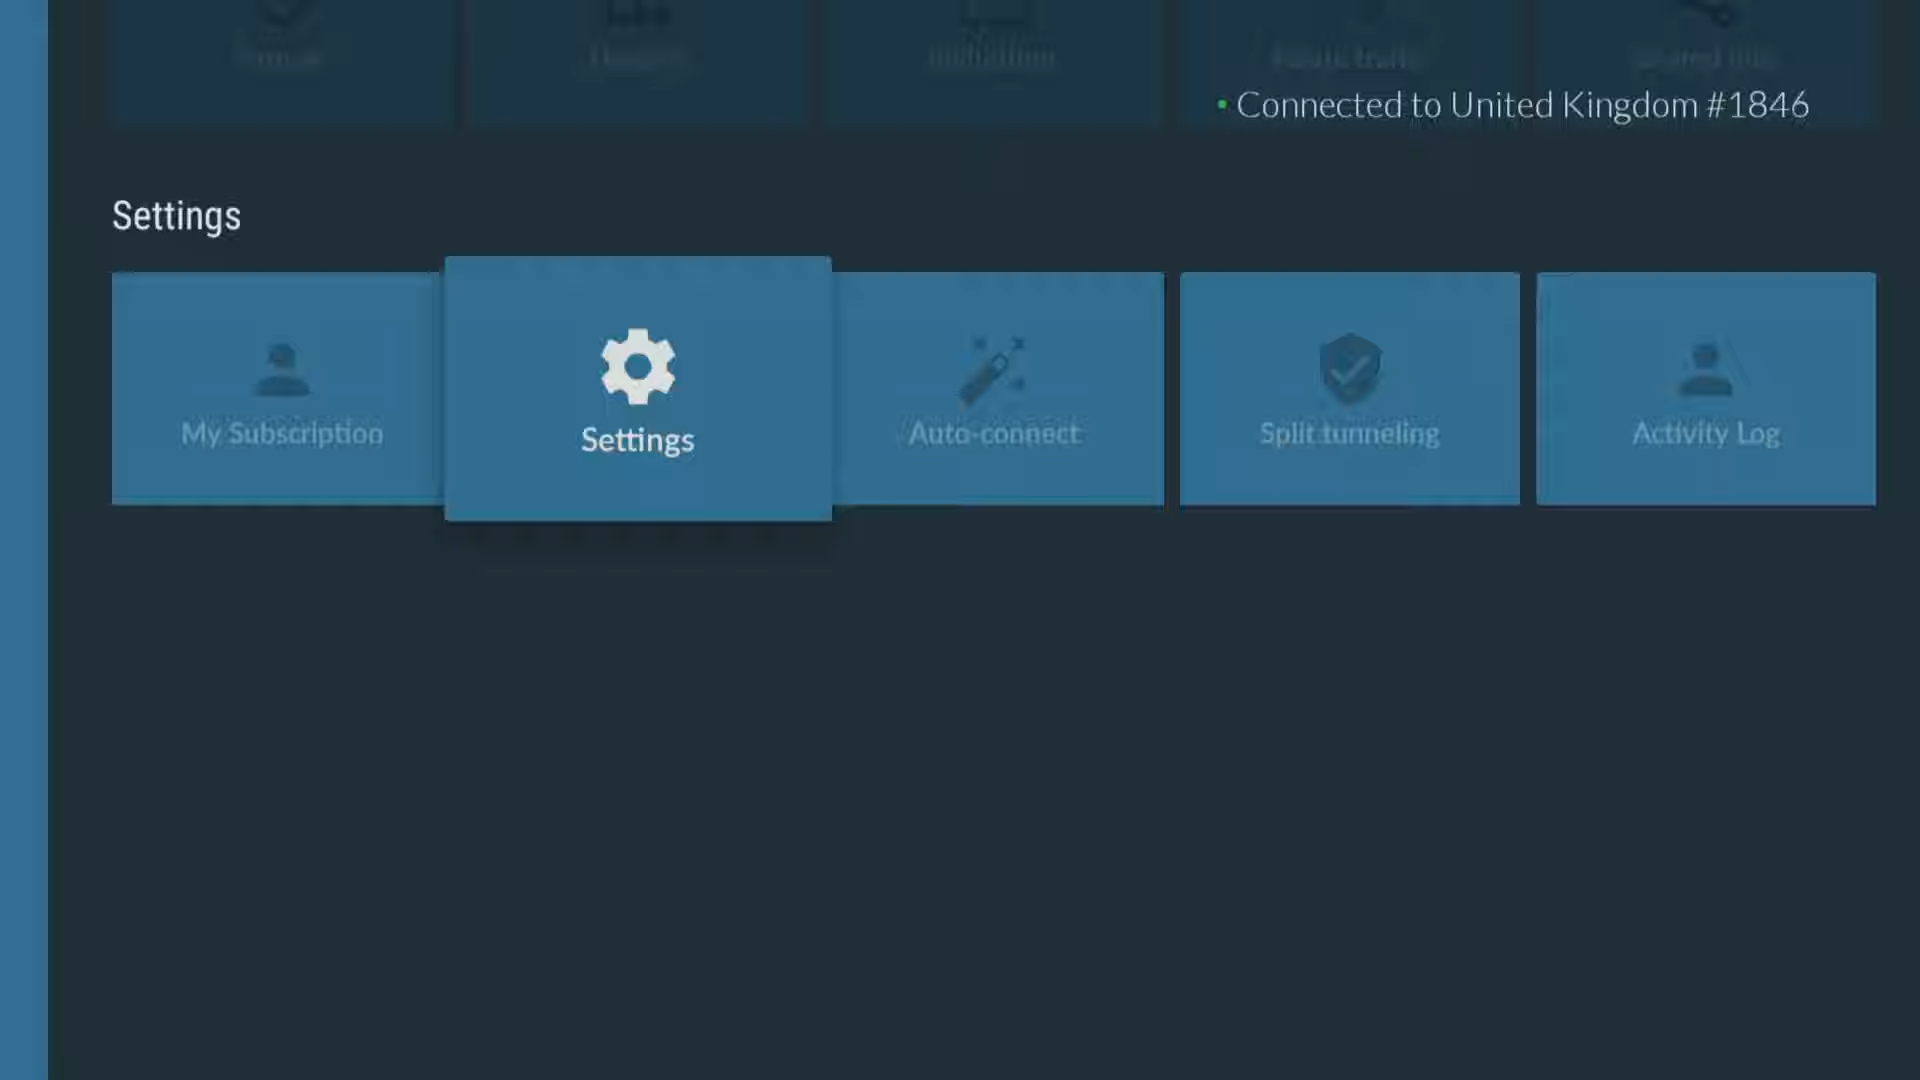 • Connected to United Kingdom #1846
Settings
My Subscription
Settings
Auto-connect
Split tunneling
Activity Log